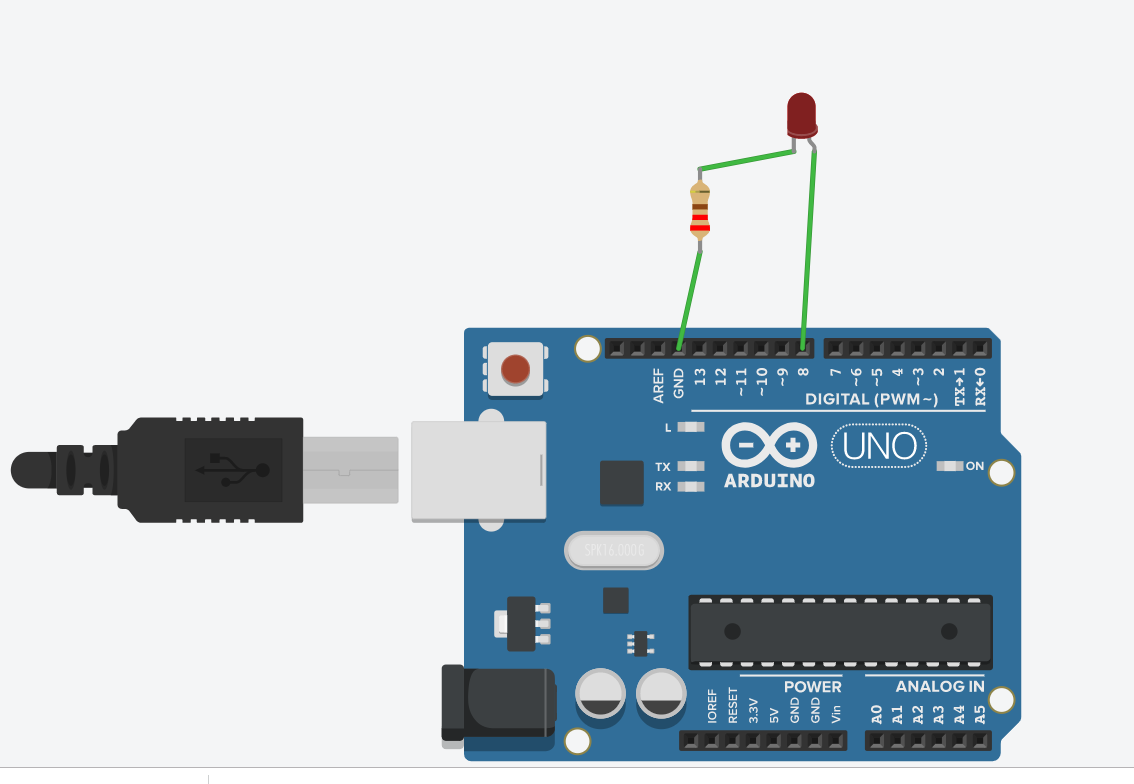 AREF
GND
13
12
~11
~10
~9
8
7
~6
~5
4
~3
2
TX→1
RX←0
DIGITAL (PWM~)
L
TX
RX
UNO
ON
ARDUINO
SPK16.000G
POWER
ANALOG IN
IOREF
RESET
3.3V
5V
GND
GND
Vin
A0
A1
A2
A3
A4
A5